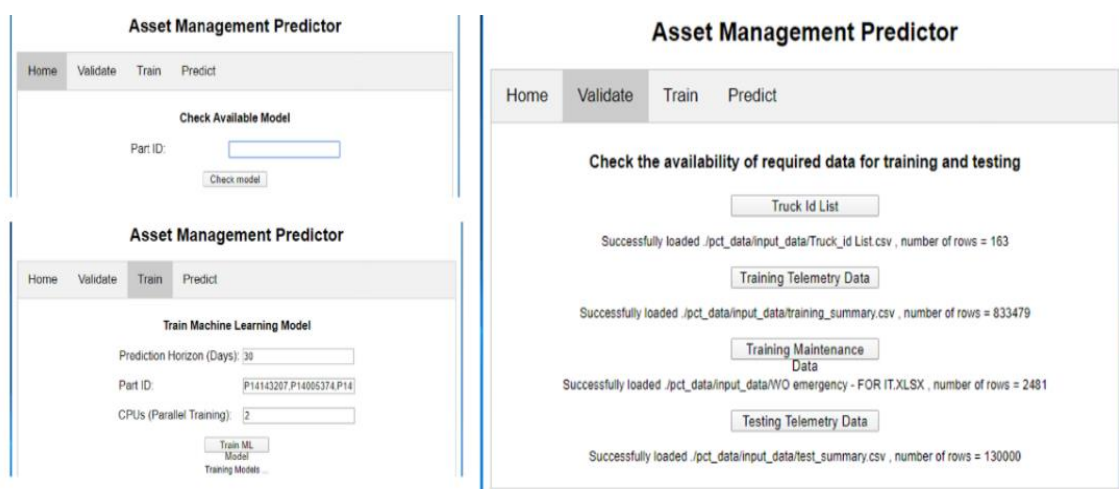 Asset Management Predictor
Home Validate Train Predict
Check Available Model
Part ID:
Check model
Asset Management Predictor
Home Validate Train Predict
Train Machine Learning Model
Prediction Horizon (Days): 30
Part ID: P14143207,P14005374,P14
CPUs (Parallel Training): 2
Train ML
Model
Training Models ...
Asset Management Predictor
Home Validate Train Predict
Check the availability of required data for training and testing
Truck Id List
Successfully loaded ./pct_data/input_data/Truck_id List.csv , number of rows = 163
Training Telemetry Data
Successfully loaded ./pct_data/input_data/training_summary.csv , number of rows = 833479
Training Maintenance
Data
Successfully loaded ./pct_data/input_data/WO emergency - FOR IT.XLSX , number of rows = 2481
Testing Telemetry Data
Successfully loaded ./pct_data/input_data/test_summary.csv , number of rows = 130000